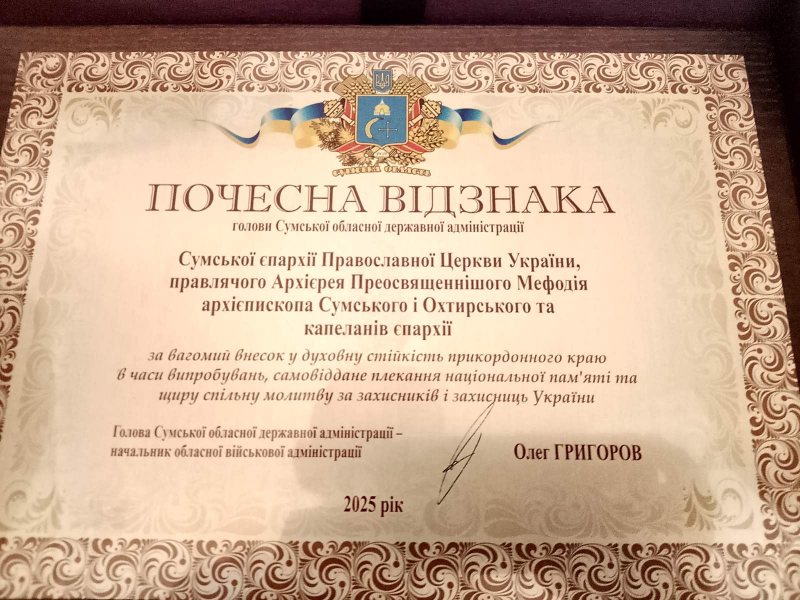 СУМСЬКА ОБЛАСТЬ
ПОЧЕСНА ВІДЗНАКА
голови Сумської обласної державної адміністрації
Сумської єпархії Православної Церкви України,
правлячого Архієрея Преосвященнішого Мефодія
архієпископа Сумського і Охтирського та
капеланів єпархії
за вагомий внесок у духовну стійкість прикордонного краю
в часи випробувань, самовіддане плекання національної пам'яті та
щиру спільну молитву за захисників і захисниць України
Голова Сумської обласної державної адміністрації –
начальник обласної військової адміністрації
Олег ГРИГОРОВ
2025 рік